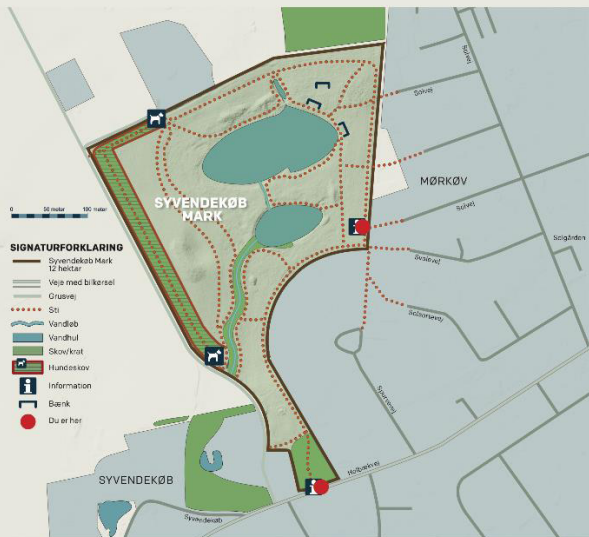 Solvej
Solvej
Solvej
MØRKØV
SYVENDEKØB
MARK
Solvej
Solgården
Svalevej
Solsortevej
Spurvevej
Holbækvej
SYVENDEKØB
Syvendekøb
0 50 meter 100 meter
SIGNATURFORKLARING
Syvendekøb Mark
12 hektar
Veje med bilkørsel
Grusvej
Sti
Vandløb
Vandhul
Skov/krat
Hundeskov
i Information
Bænk
Du er her
i
i